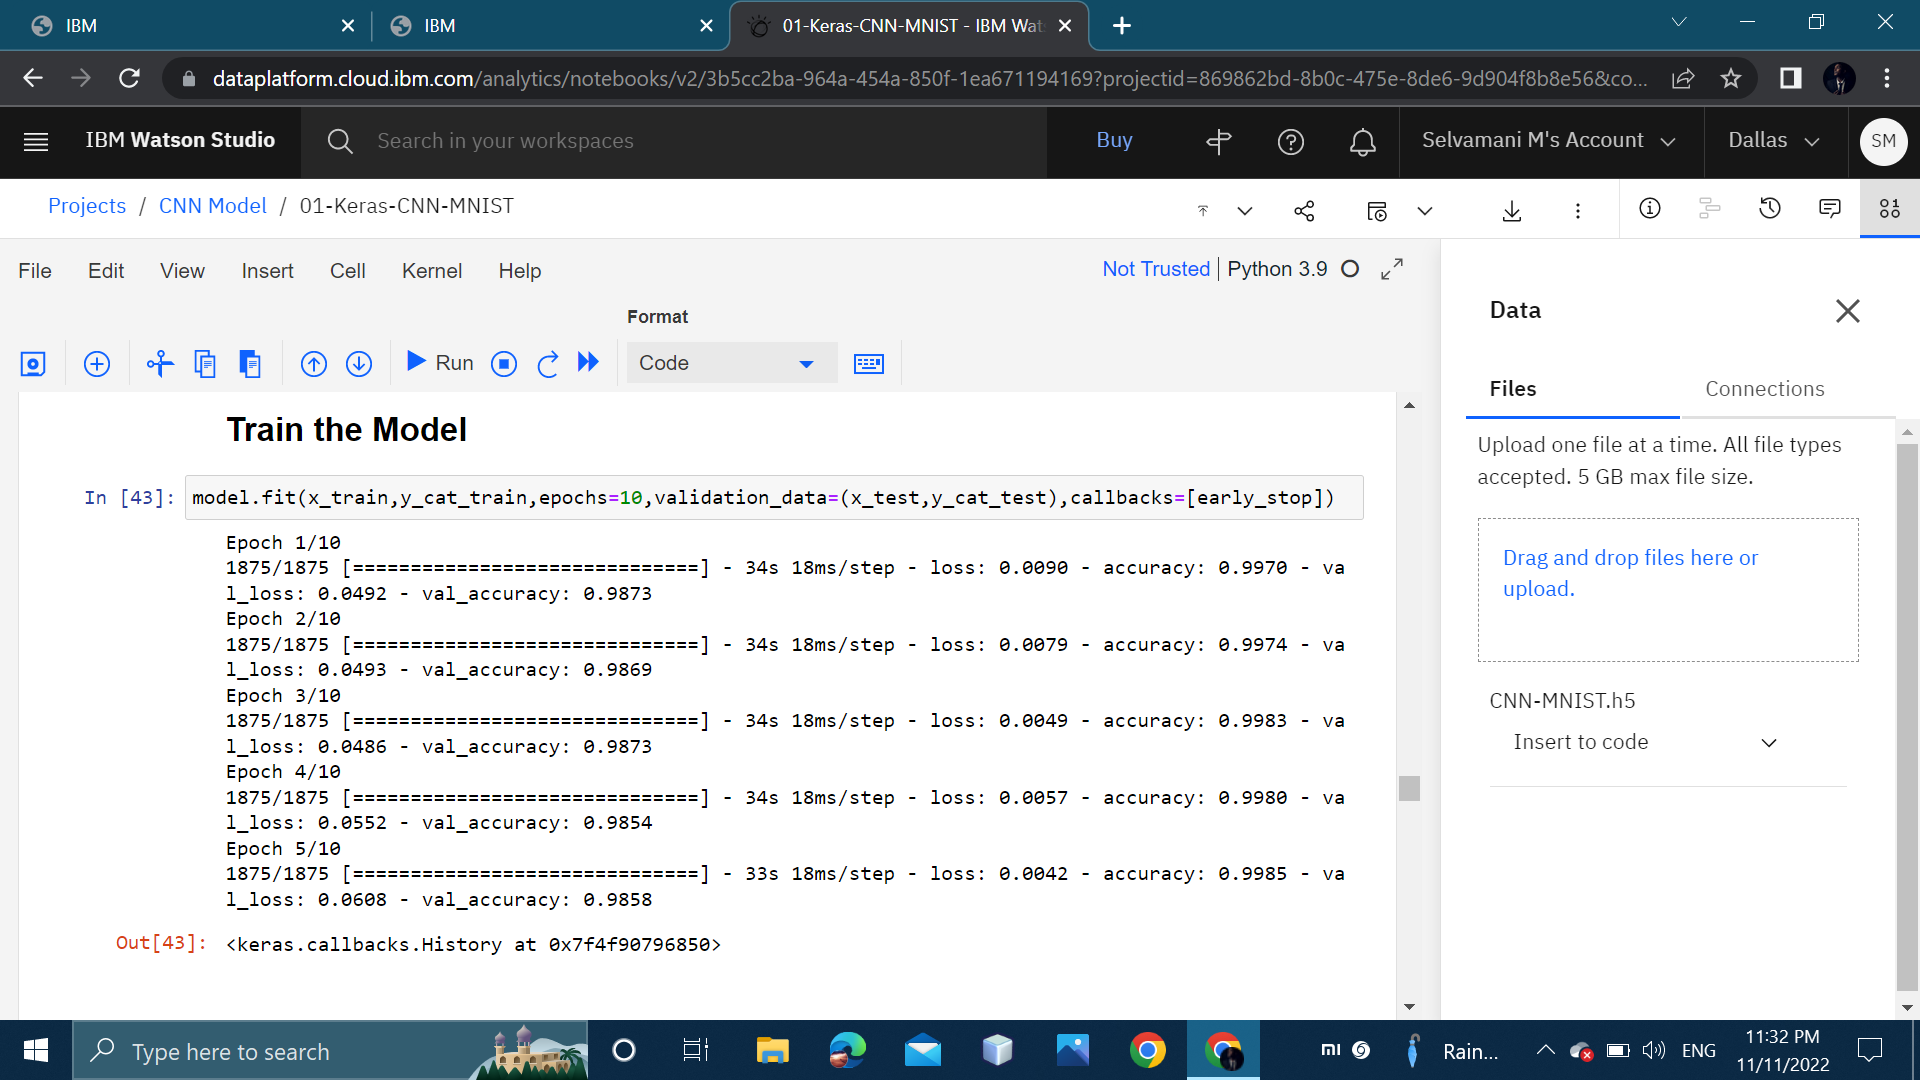 IBM
IBM
01-Keras-CNN-MNIST - IBM Wat
dataplatform.cloud.ibm.com/analytics/notebooks/v2/3b5cc2ba-964a-454a-850f-1ea671194169?projectid=869862bd-8b0c-475e-8de6-9d904f8b8e56&co...
IBM Watson Studio
Search in your workspaces
Buy
Selvamani M's Account
Dallas
SM
Projects / CNN Model / 01-Keras-CNN-MNIST
File Edit View Insert Cell Kernel Help
Not Trusted | Python 3.9
Format
Run
Code
Train the Model
In [43]: model.fit(x_train,y_cat_train,epochs=10,validation_data=(x_test,y_cat_test),callbacks=[early_stop])
Epoch 1/10
1875/1875 [==============================] - 34s 18ms/step - loss: 0.0090 - accuracy: 0.9970 - va
l_loss: 0.0492 - val_accuracy: 0.9873
Epoch 2/10
1875/1875 [==============================] - 34s 18ms/step - loss: 0.0079 - accuracy: 0.9974 - va
l_loss: 0.0493 - val_accuracy: 0.9869
Epoch 3/10
1875/1875 [==============================] - 34s 18ms/step - loss: 0.0049 - accuracy: 0.9983 - va
l_loss: 0.0486 - val_accuracy: 0.9873
Epoch 4/10
1875/1875 [==============================] - 34s 18ms/step - loss: 0.0057 - accuracy: 0.9980 - va
l_loss: 0.0552 - val_accuracy: 0.9854
Epoch 5/10
1875/1875 [==============================] - 33s 18ms/step - loss: 0.0042 - accuracy: 0.9985 - va
l_loss: 0.0608 - val_accuracy: 0.9858
Out[43]: <keras.callbacks.History at 0x7f4f90796850>
Data
Files
Connections
Upload one file at a time. All file types
accepted. 5 GB max file size.
Drag and drop files here or
upload.
CNN-MNIST.h5
Insert to code
Type here to search
Rain...
ENG
11:32 PM
11/11/2022